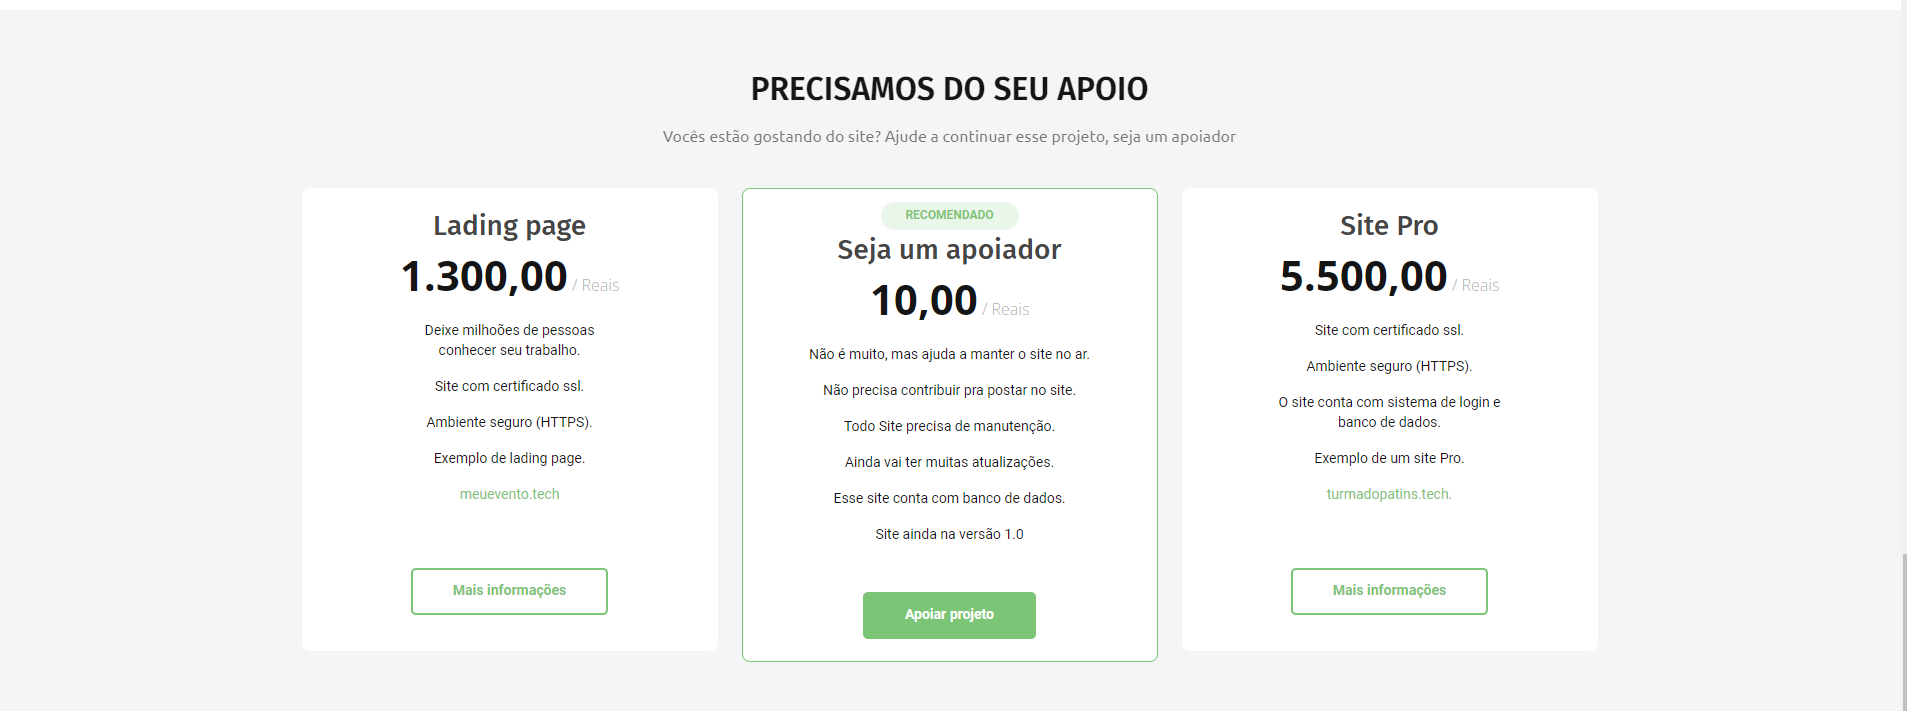 PRECISAMOS DO SEU APOIO
Vocês estão gostando do site? Ajude a continuar esse projeto, seja um apoiador
Lading page
1.300,00 / Reais
Deixe milhoões de pessoas
conhecer seu trabalho.
Site com certificado ssl.
Ambiente seguro (HTTPS).
Exemplo de lading page.
meuevento.tech
Mais informações
RECOMENDADO
Seja um apoiador
10,00 / Reais
Não é muito, mas ajuda a manter o site no ar.
Não precisa contribuir pra postar no site.
Todo Site precisa de manutenção.
Ainda vai ter muitas atualizações.
Esse site conta com banco de dados.
Site ainda na versão 1.0
Apoiar projeto
Site Pro
5.500,00 / Reais
Site com certificado ssl.
Ambiente seguro (HTTPS).
O site conta com sistema de login e
banco de dados.
Exemplo de um site Pro.
turmadopatins.tech.
Mais informações